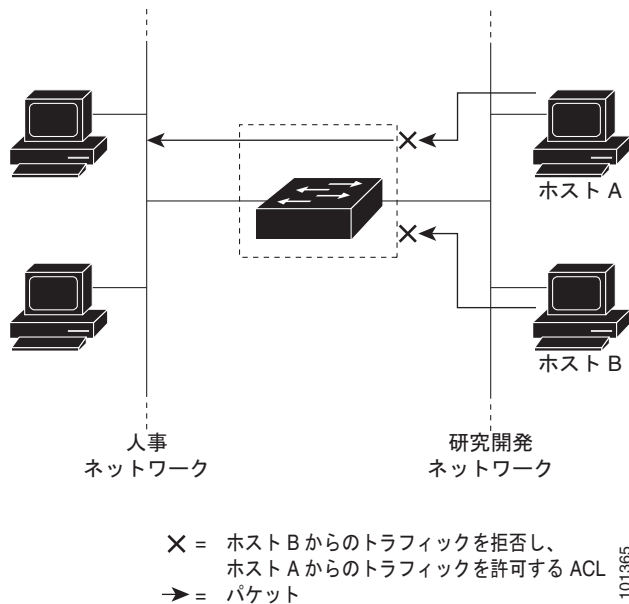 ホスト A
ホスト B
人事
ネットワーク
研究開発
ネットワーク
X = ホスト B からのトラフィックを拒否し、
ホスト A からのトラフィックを許可する ACL
→ = パケット
101365